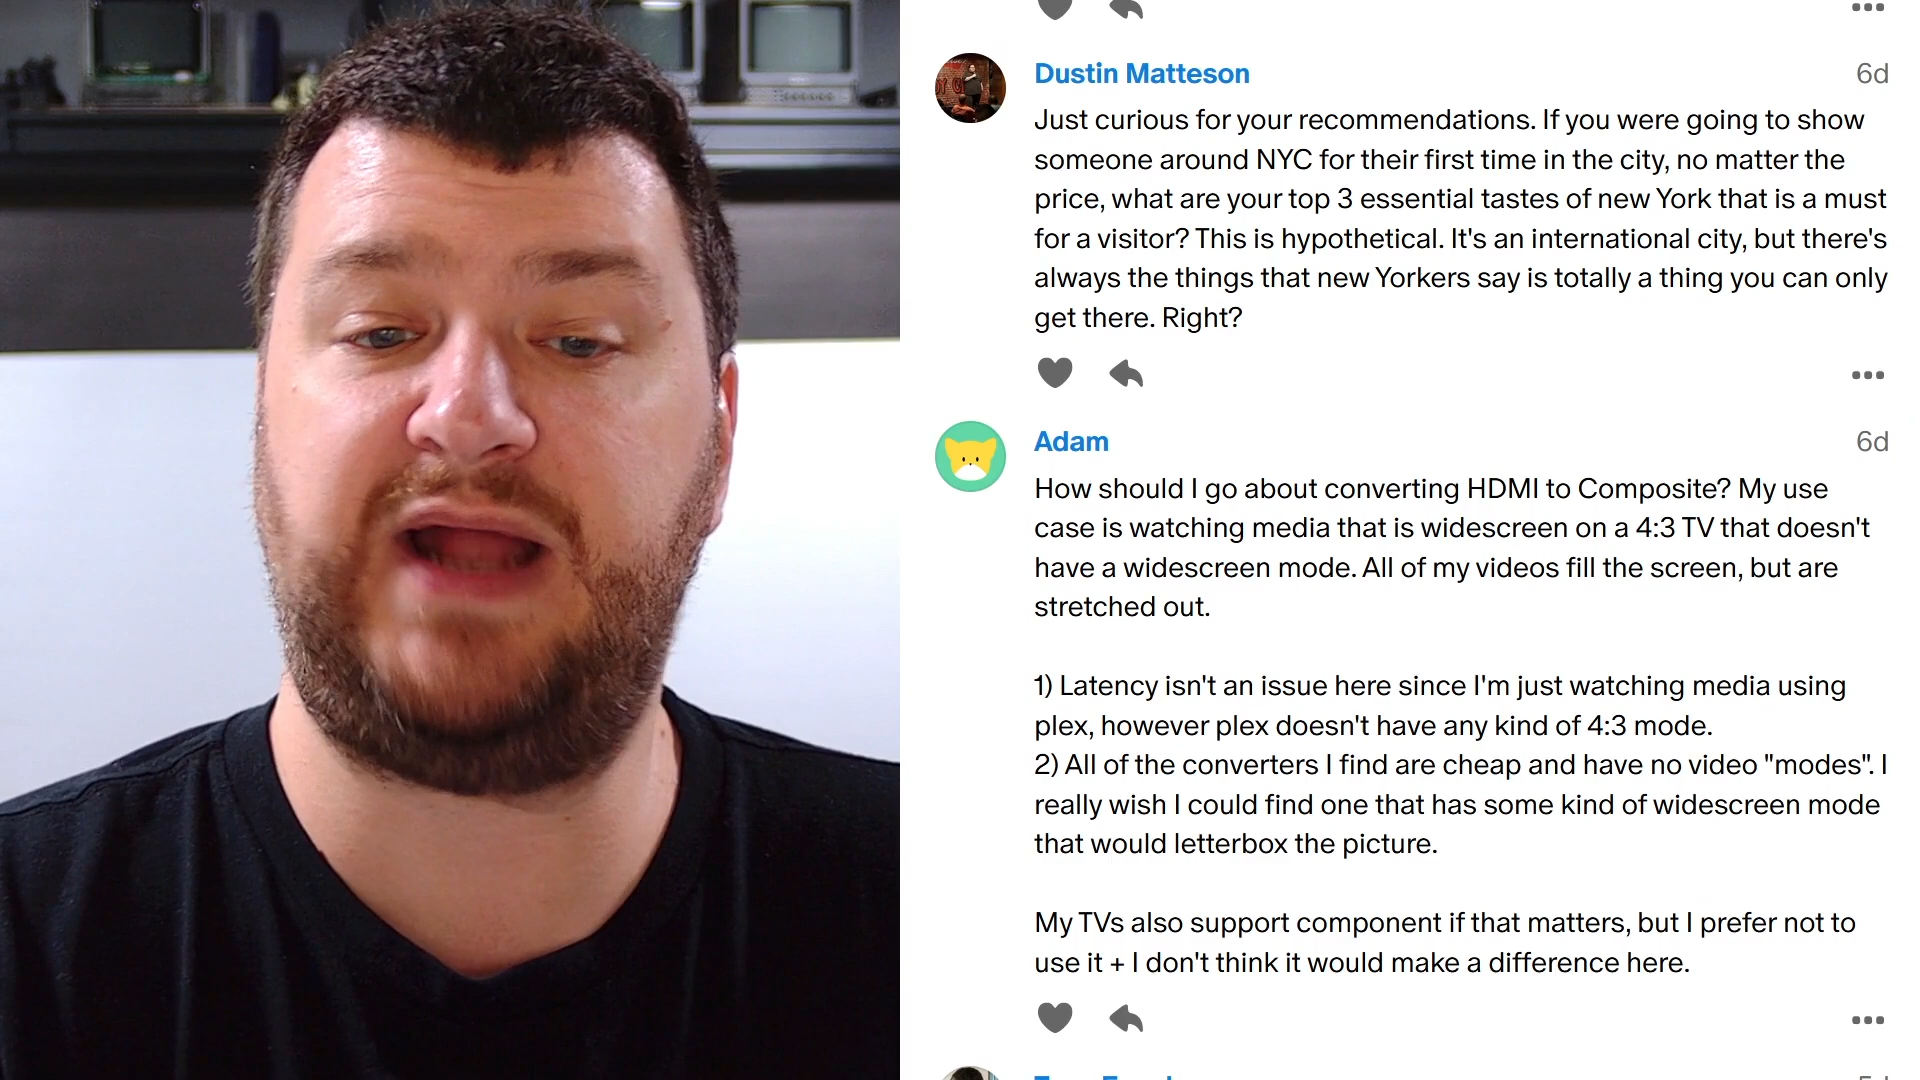 Dustin Matteson
6d
Just curious for your recommendations. If you were going to show
someone around NYC for their first time in the city, no matter the
price, what are your top 3 essential tastes of new York that is a must
for a visitor? This is hypothetical. It's an international city, but there's
always the things that new Yorkers say is totally a thing you can only
get there. Right?
Adam
6d
How should I go about converting HDMI to Composite? My use
case is watching media that is widescreen on a 4:3 TV that doesn't
have a widescreen mode. All of my videos fill the screen, but are
stretched out.
1) Latency isn't an issue here since I'm just watching media using
plex, however plex doesn't have any kind of 4:3 mode.
2) All of the converters I find are cheap and have no video "modes". I
really wish I could find one that has some kind of widescreen mode
that would letterbox the picture.
My TVs also support component if that matters, but I prefer not to
use it + I don't think it would make a difference here.